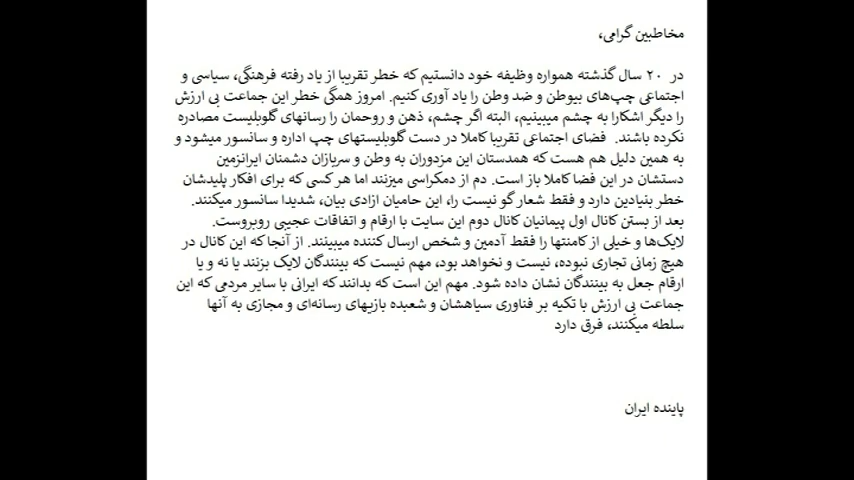 مخاطبین گرامی،
در ۲۰ سال گذشته همواره وظیفه خود دانستیم که خطر تقریبا از یاد رفته فرهنگی، سیاسی و
اجتماعی چپ‌های بیوطن و ضد وطن را یاد آوری کنیم. امروز همگی خطر این جماعت بی ارزش
را دیگر اشکارا به چشم میبینیم، البته اگر چشم، ذهن و روحمان را رسانهای گلوبلیست مصادره
نکرده باشند. فضای اجتماعی تقریبا کاملا در دست گلوبلیستهای چپ اداره و سانسور میشود و
به همین دلیل هم هست که همدستان این مزدوران به وطن و سربازان دشمنان ایرانزمین
دستشان در این فضا کاملا باز است. دم از دمکراسی میزنند اما هر کسی که برای افکار پلیدشان
خطر بنیادین دارد و فقط شعار گو نیست را، این حامیان ازادی بیان، شدیدا سانسور میکنند.
بعد از بستن کانال اول پیمانیان کانال دوم این سایت با ارقام و اتفاقات عجیبی روبروست.
لایک‌ها و خیلی از کامنتها را فقط آدمین و شخص ارسال کننده میبینند. از آنجا که این کانال در
هیچ زمانی تجاری نبوده، نیست و نخواهد بود، مهم نیست که بینندگان لایک بزنند یا نه و یا
ارقام جعل به بینندگان نشان داده شود. مهم این است که بدانند که ایرانی با سایر مردمی که این
جماعت بی ارزش با تکیه بر فناوری سیاهشان و شعبده بازیهای رسانه‌ای و مجازی به آنها
سلطه میکنند، فرق دارد
پاینده ایران